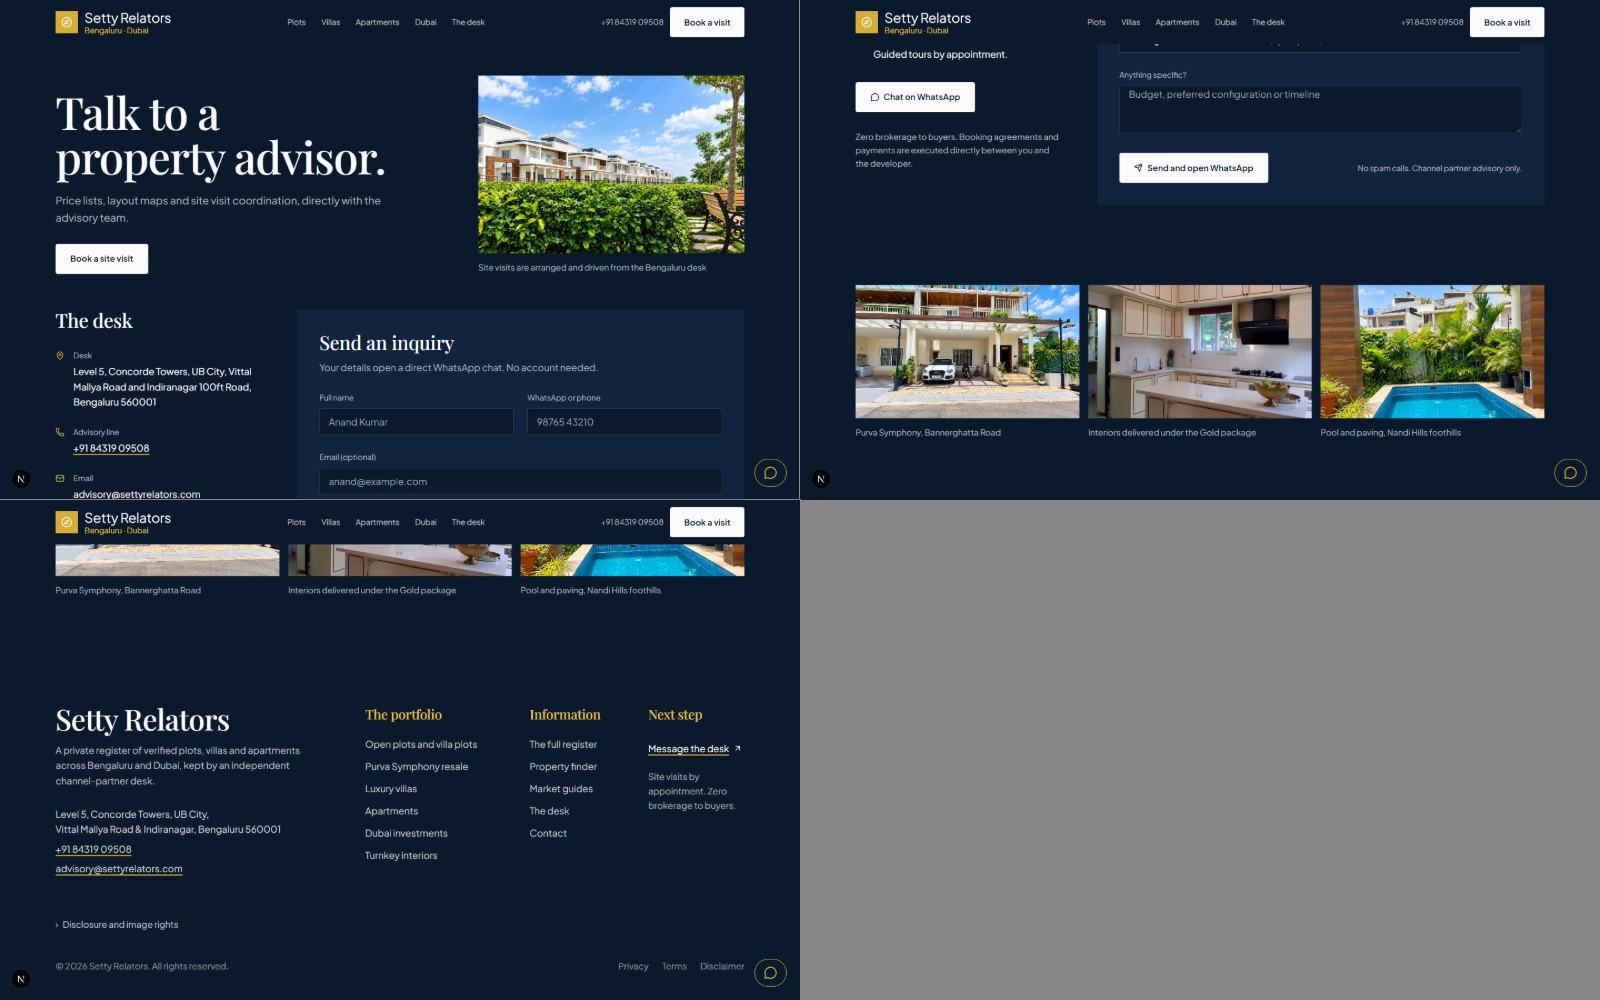 Setty Relators
Bengaluru · Dubai
Plots
Villas
Apartments
Dubai
The desk
+91 84319 09508
Book a visit
Talk to a
property advisor.
Price lists, layout maps and site visit coordination, directly with the
advisory team.
Book a site visit
Site visits are arranged and driven from the Bengaluru desk
The desk
Desk
Level 5, Concorde Towers, UB City, Vittal
Mallya Road and Indiranagar 100ft Road,
Bengaluru 560001
Advisory line
+91 84319 09508
Email
advisory@settyrelators.com
Send an inquiry
Your details open a direct WhatsApp chat. No account needed.
Full name
WhatsApp or phone
Anand Kumar
98765 43210
Email (optional)
anand@example.com
N
Setty Relators
Bengaluru · Dubai
Plots
Villas
Apartments
Dubai
The desk
+91 84319 09508
Book a visit
Guided tours by appointment.
Chat on WhatsApp
Zero brokerage to buyers. Booking agreements and
payments are executed directly between you and
the developer.
Anything specific?
Budget, preferred configuration or timeline
Send and open WhatsApp
No spam calls. Channel partner advisory only.
Purva Symphony, Bannerghatta Road
Interiors delivered under the Gold package
Pool and paving, Nandi Hills foothills
N
Setty Relators
Bengaluru · Dubai
Plots
Villas
Apartments
Dubai
The desk
+91 84319 09508
Book a visit
Purva Symphony, Bannerghatta Road
Interiors delivered under the Gold package
Pool and paving, Nandi Hills foothills
Setty Relators
A private register of verified plots, villas and apartments
across Bengaluru and Dubai, kept by an independent
channel-partner desk.
Level 5, Concorde Towers, UB City,
Vittal Mallya Road & Indiranagar, Bengaluru 560001
+91 84319 09508
advisory@settyrelators.com
The portfolio
Open plots and villa plots
Purva Symphony resale
Luxury villas
Apartments
Dubai investments
Turnkey interiors
Information
The full register
Property finder
Market guides
The desk
Contact
Next step
Message the desk
Site visits by
appointment. Zero
brokerage to buyers.
› Disclosure and image rights
© 2026 Setty Relators. All rights reserved.
Privacy
Terms
Disclaimer
N